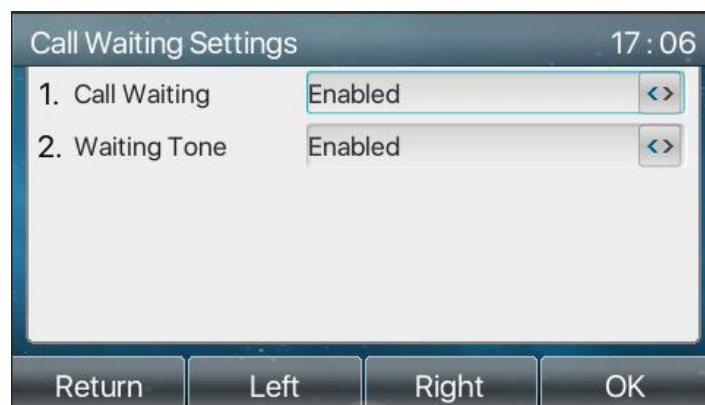 Call Waiting Settings 17:06
1. Call Waiting Enabled <>
2. Waiting Tone Enabled <>
Return Left Right OK